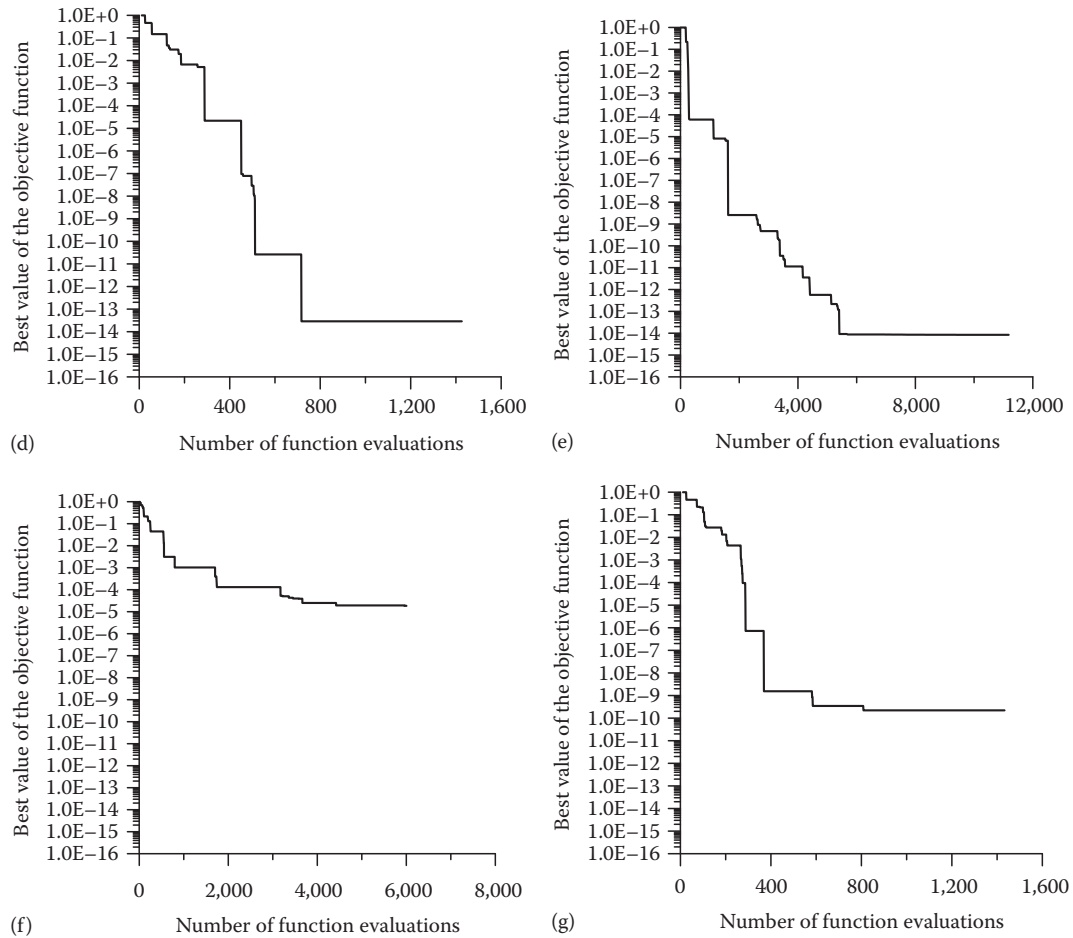 Best value of the objective function
1.0E+0
1.0E−1
1.0E−2
1.0E−3
1.0E−4
1.0E−5
1.0E−6
1.0E−7
1.0E−8
1.0E−9
1.0E−10
1.0E−11
1.0E−12
1.0E−13
1.0E−14
1.0E−15
1.0E−16
0 400 800 1,200 1,600
(d) Number of function evaluations
Best value of the objective function
1.0E+0
1.0E−1
1.0E−2
1.0E−3
1.0E−4
1.0E−5
1.0E−6
1.0E−7
1.0E−8
1.0E−9
1.0E−10
1.0E−11
1.0E−12
1.0E−13
1.0E−14
1.0E−15
1.0E−16
0 4,000 8,000 12,000
(e) Number of function evaluations
Best value of the objective function
1.0E+0
1.0E−1
1.0E−2
1.0E−3
1.0E−4
1.0E−5
1.0E−6
1.0E−7
1.0E−8
1.0E−9
1.0E−10
1.0E−11
1.0E−12
1.0E−13
1.0E−14
1.0E−15
1.0E−16
0 2,000 4,000 6,000 8,000
(f) Number of function evaluations
Best value of the objective function
1.0E+0
1.0E−1
1.0E−2
1.0E−3
1.0E−4
1.0E−5
1.0E−6
1.0E−7
1.0E−8
1.0E−9
1.0E−10
1.0E−11
1.0E−12
1.0E−13
1.0E−14
1.0E−15
1.0E−16
0 400 800 1,200 1,600
(g) Number of function evaluations